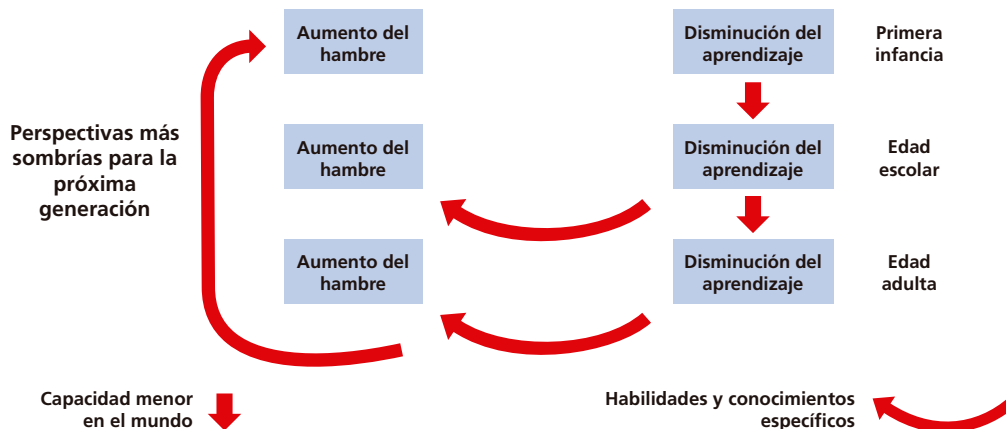 Aumento del
hambre
Disminución del
aprendizaje
Primera
infancia
Perspectivas más
sombrías para la
próxima
generación
Aumento del
hambre
Disminución del
aprendizaje
Edad
escolar
Aumento del
hambre
Disminución del
aprendizaje
Edad
adulta
Capacidad menor
en el mundo
Habilidades y conocimientos
específicos